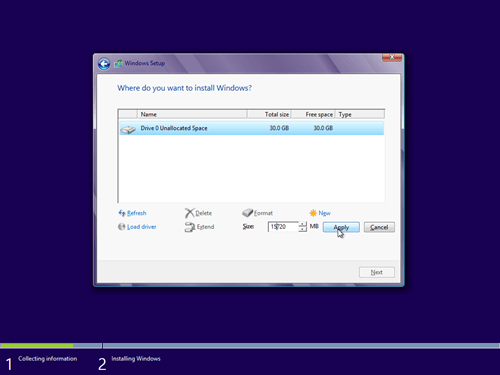 Windows Setup
Where do you want to install Windows?
Name Total size Free space Type
Drive 0 Unallocated Space 30.0 GB 30.0 GB
Refresh Delete Format New
Load driver Extend Size: 15720 MB Apply Cancel
Next
1 Collecting information 2 Installing Windows